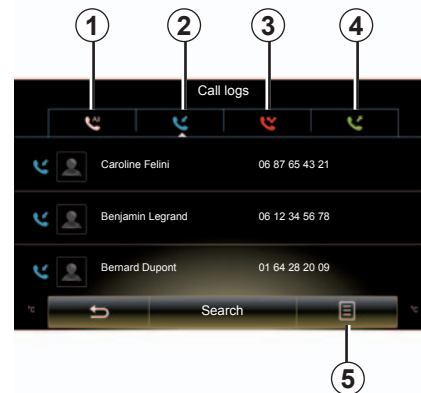 1 2 3 4
Call logs
All
Caroline Felini 06 87 65 43 21
Benjamin Legrand 06 12 34 56 78
Bernard Dupont 01 64 28 20 09
°C Search °C
5